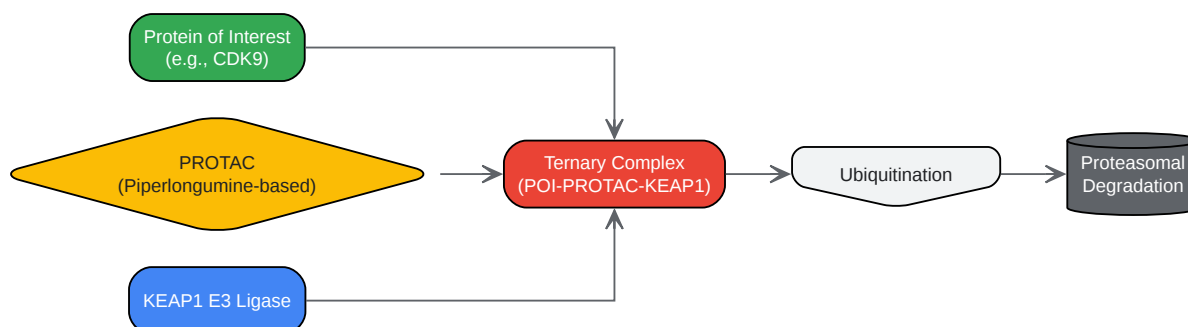 Protein of Interest
(e.g., CDK9)
PROTAC
(Piperlongumine-based)
KEAP1 E3 Ligase
Ternary Complex
(POI-PROTAC-KEAP1)
Ubiquitination
Proteasomal
Degradation